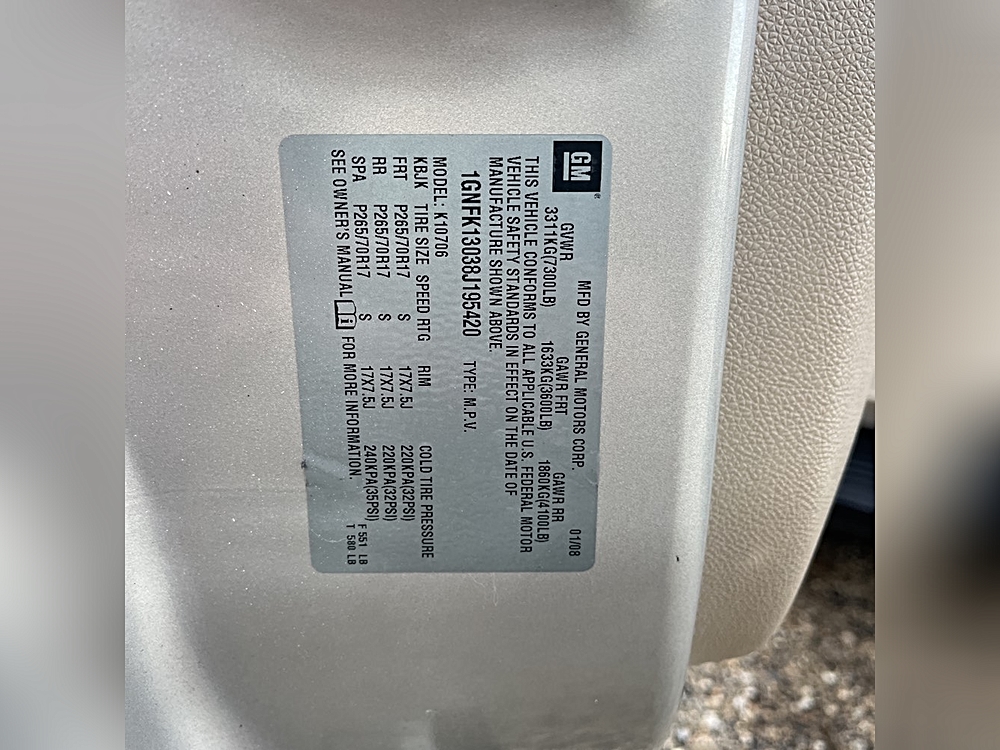 GM
MFD BY GENERAL MOTORS CORP. 01/08
GVWR GAWR FRT GAWR RR
3311KG(7300LB) 1633KG(3600LB) 1860KG(4100LB)
THIS VEHICLE CONFORMS TO ALL APPLICABLE U.S. FEDERAL MOTOR
VEHICLE SAFETY STANDARDS IN EFFECT ON THE DATE OF
MANUFACTURE SHOWN ABOVE.
1GNFK13038J195420 TYPE: M.P.V.
MODEL: K10706
KBJK TIRE SIZE SPEED RTG RIM COLD TIRE PRESSURE
FRT P265/70R17 S 17X7.5J 220KPA(32PSI)
RR P265/70R17 S 17X7.5J 220KPA(32PSI)
SPA P265/70R17 S 17X7.5J 240KPA(35PSI) F 551 LB
SEE OWNER'S MANUAL FOR MORE INFORMATION. T 580 LB